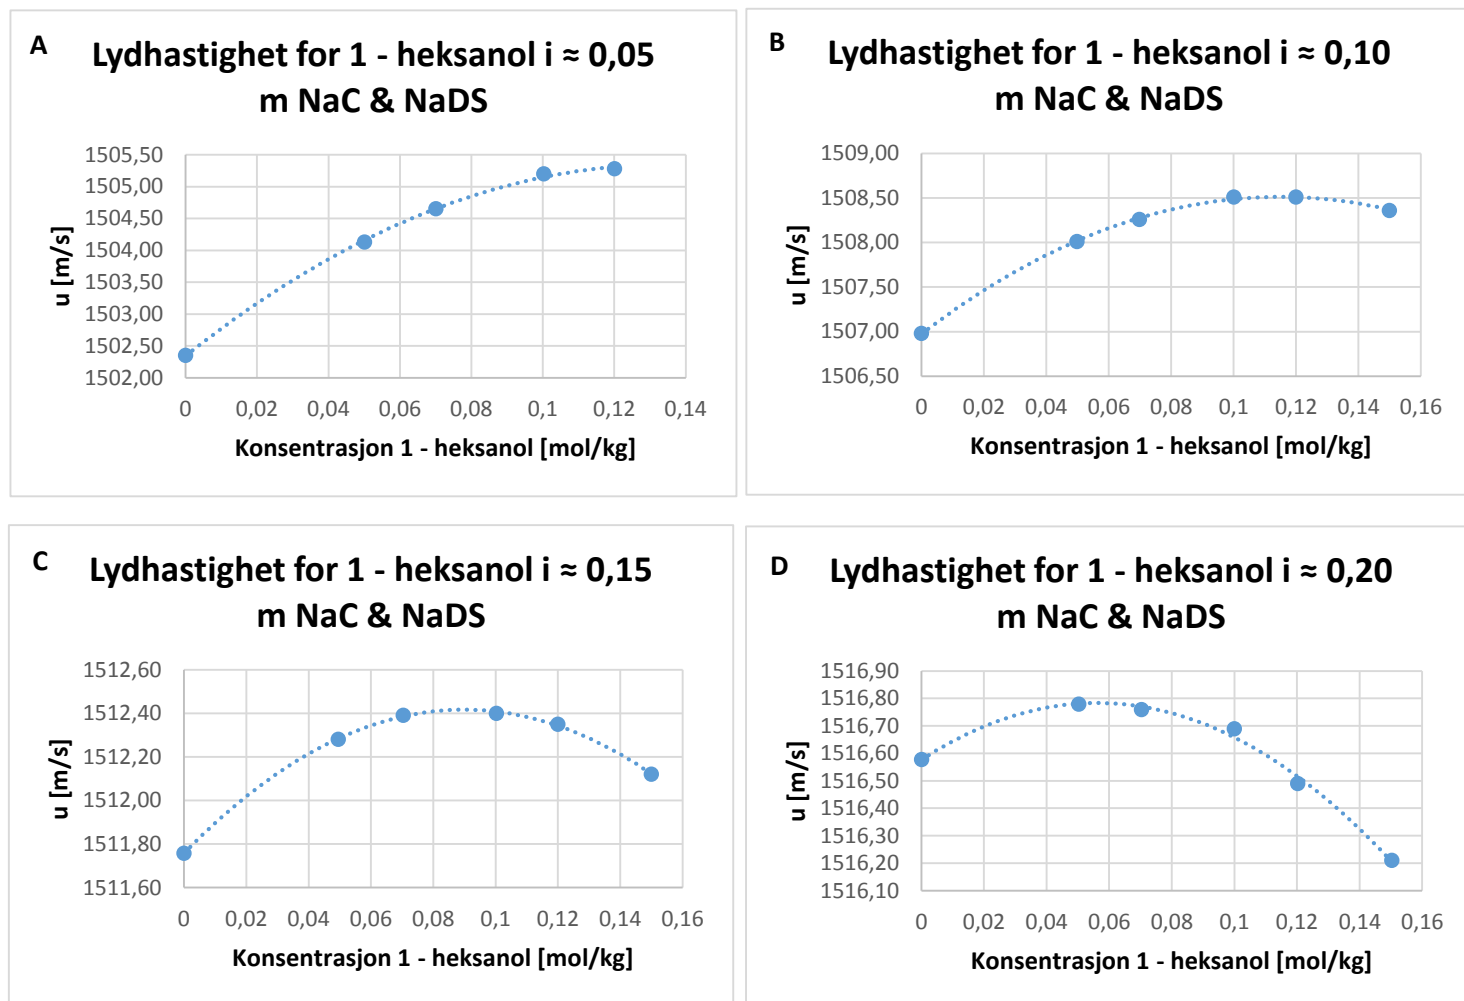 A
Lydhastighet for 1 - heksanol i ≈ 0,05
m NaC & NaDS
u [m/s]
1505,50
1505,00
1504,50
1504,00
1503,50
1503,00
1502,50
1502,00
0 0,02 0,04 0,06 0,08 0,1 0,12 0,14
Konsentrasjon 1 - heksanol [mol/kg]
B
Lydhastighet for 1 - heksanol i ≈ 0,10
m NaC & NaDS
u [m/s]
1509,00
1508,50
1508,00
1507,50
1507,00
1506,50
0 0,02 0,04 0,06 0,08 0,1 0,12 0,14 0,16
Konsentrasjon 1 - heksanol [mol/kg]
C
Lydhastighet for 1 - heksanol i ≈ 0,15
m NaC & NaDS
u [m/s]
1512,60
1512,40
1512,20
1512,00
1511,80
1511,60
0 0,02 0,04 0,06 0,08 0,1 0,12 0,14 0,16
Konsentrasjon 1 - heksanol [mol/kg]
D
Lydhastighet for 1 - heksanol i ≈ 0,20
m NaC & NaDS
u [m/s]
1516,90
1516,80
1516,70
1516,60
1516,50
1516,40
1516,30
1516,20
1516,10
0 0,02 0,04 0,06 0,08 0,1 0,12 0,14 0,16
Konsentrasjon 1 - heksanol [mol/kg]